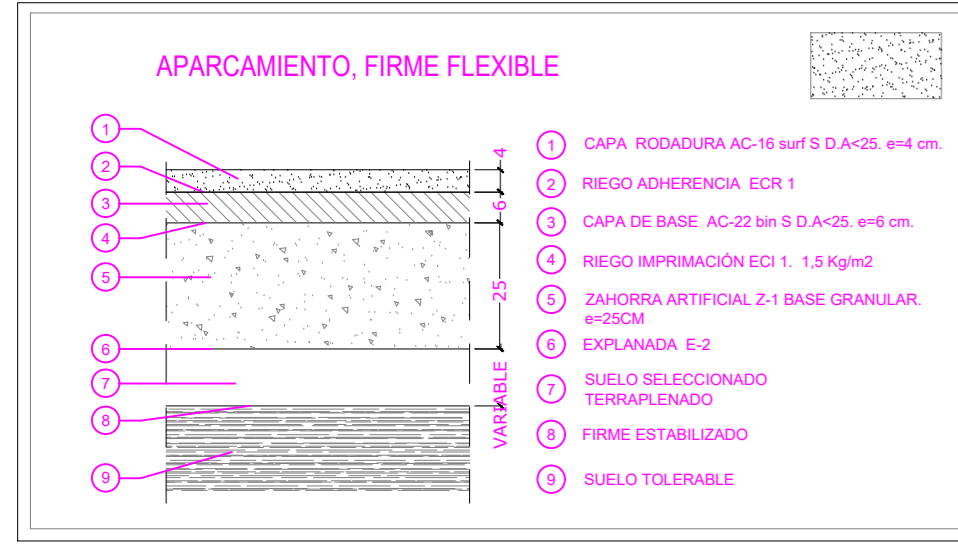 APARCAMIENTO, FIRME FLEXIBLE
1 CAPA RODADURA AC-16 surf S D.A<25. e=4 cm.
2 RIEGO ADHERENCIA ECR 1
3 CAPA DE BASE AC-22 bin S D.A<25. e=6 cm.
4 RIEGO IMPRIMACIÓN ECI 1. 1,5 Kg/m2
5 ZAHORRA ARTIFICIAL Z-1 BASE GRANULAR.
e=25CM
6 EXPLANADA E-2
7 SUELO SELECCIONADO
TERRAPLENADO
8 FIRME ESTABILIZADO
9 SUELO TOLERABLE
1
2
3
4
5
6
7
8
9
4
6
25
VARIABLE